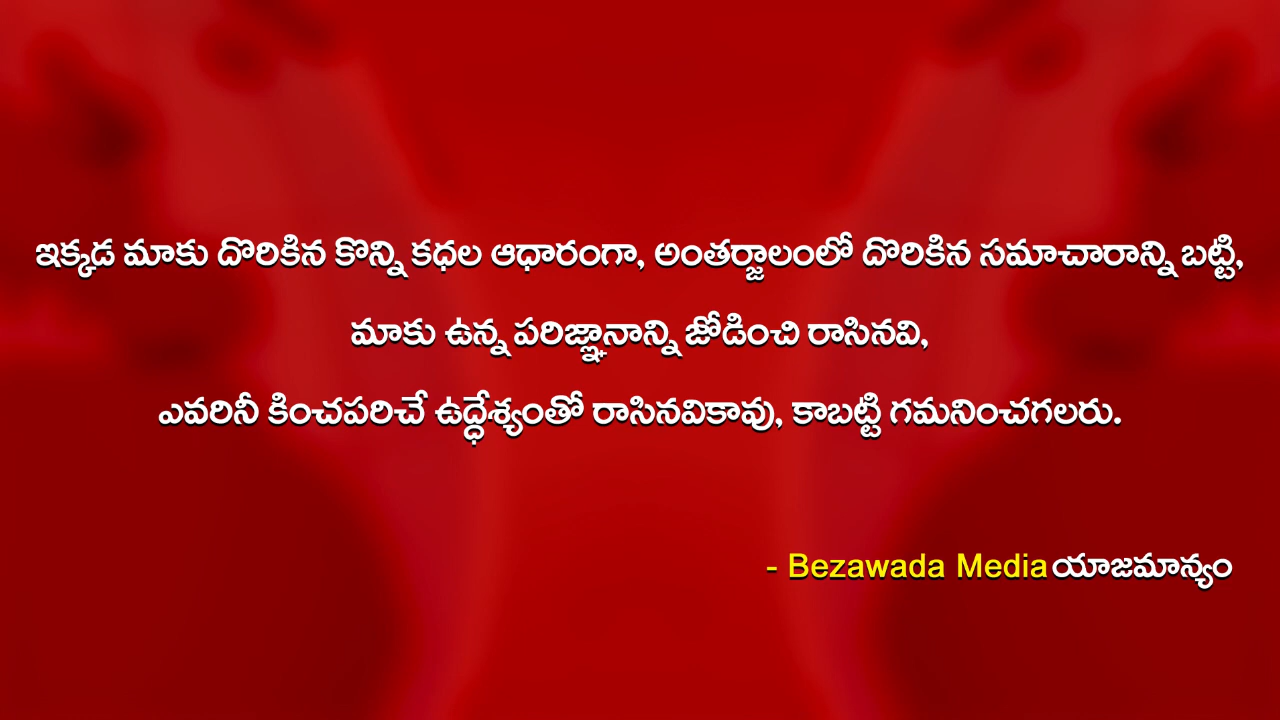 ఇక్కడ మాకు దొరికిన కొన్ని కధల ఆధారంగా, అంతర్జాలంలో దొరికిన సమాచారాన్ని బట్టి,
మాకు ఉన్న పరిజ్ఞానాన్ని జోడించి రాసినవి,
ఎవరినీ కించపరిచే ఉద్ధేశ్యంతో రాసినవికావు, కాబట్టి గమనించగలరు.
- Bezawada Media యాజమాన్యం